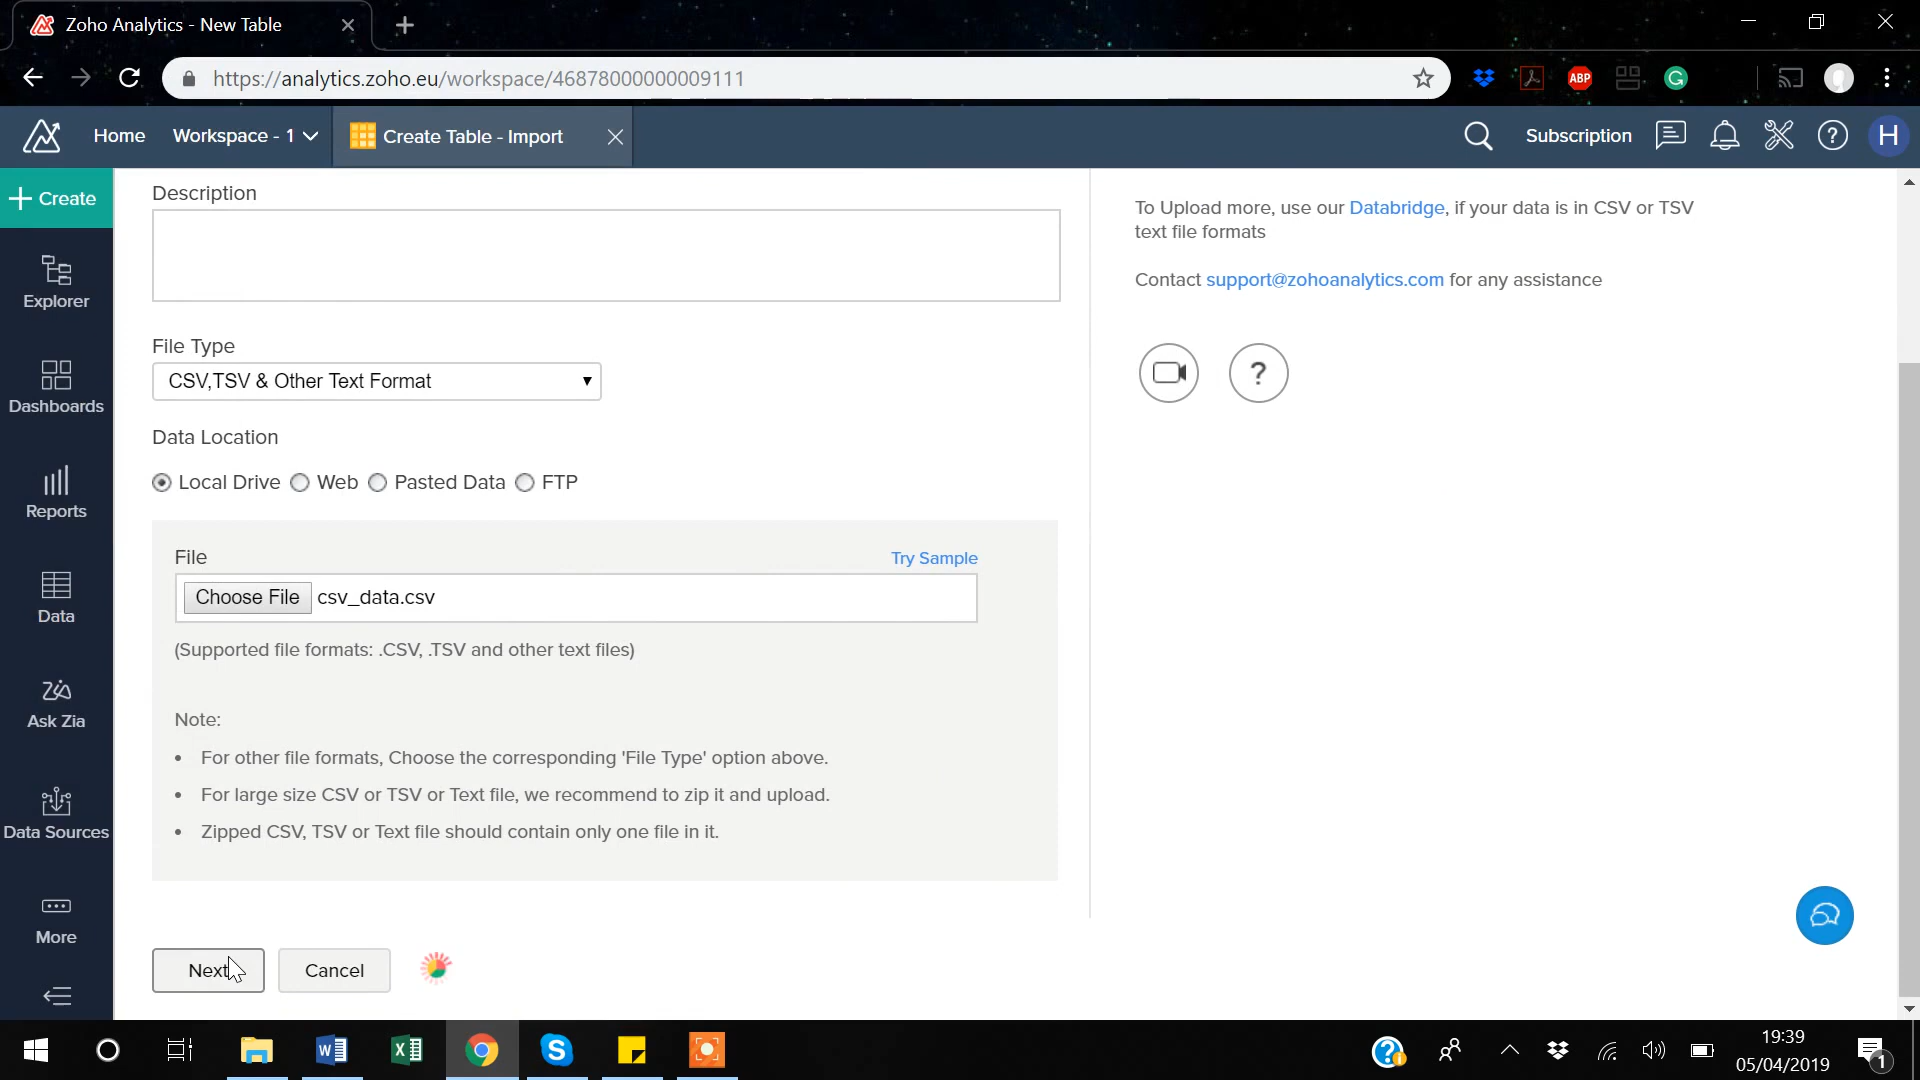 Zoho Analytics - New Table
https://analytics.zoho.eu/workspace/46878000000009111
ABP
Home
Workspace - 1
Create Table - Import
Subscription
H
Create
Explorer
Dashboards
Reports
Data
Ask Zia
Data Sources
More
Description
File Type
CSV,TSV & Other Text Format
Data Location
Local Drive
Web
Pasted Data
FTP
File
Try Sample
Choose File
csv_data.csv
(Supported file formats: .CSV, .TSV and other text files)
Note:
• For other file formats, Choose the corresponding 'File Type' option above.
• For large size CSV or TSV or Text file, we recommend to zip it and upload.
• Zipped CSV, TSV or Text file should contain only one file in it.
Next
Cancel
To Upload more, use our Databridge, if your data is in CSV or TSV
text file formats
Contact support@zohoanalytics.com for any assistance
?
19:39
05/04/2019
1